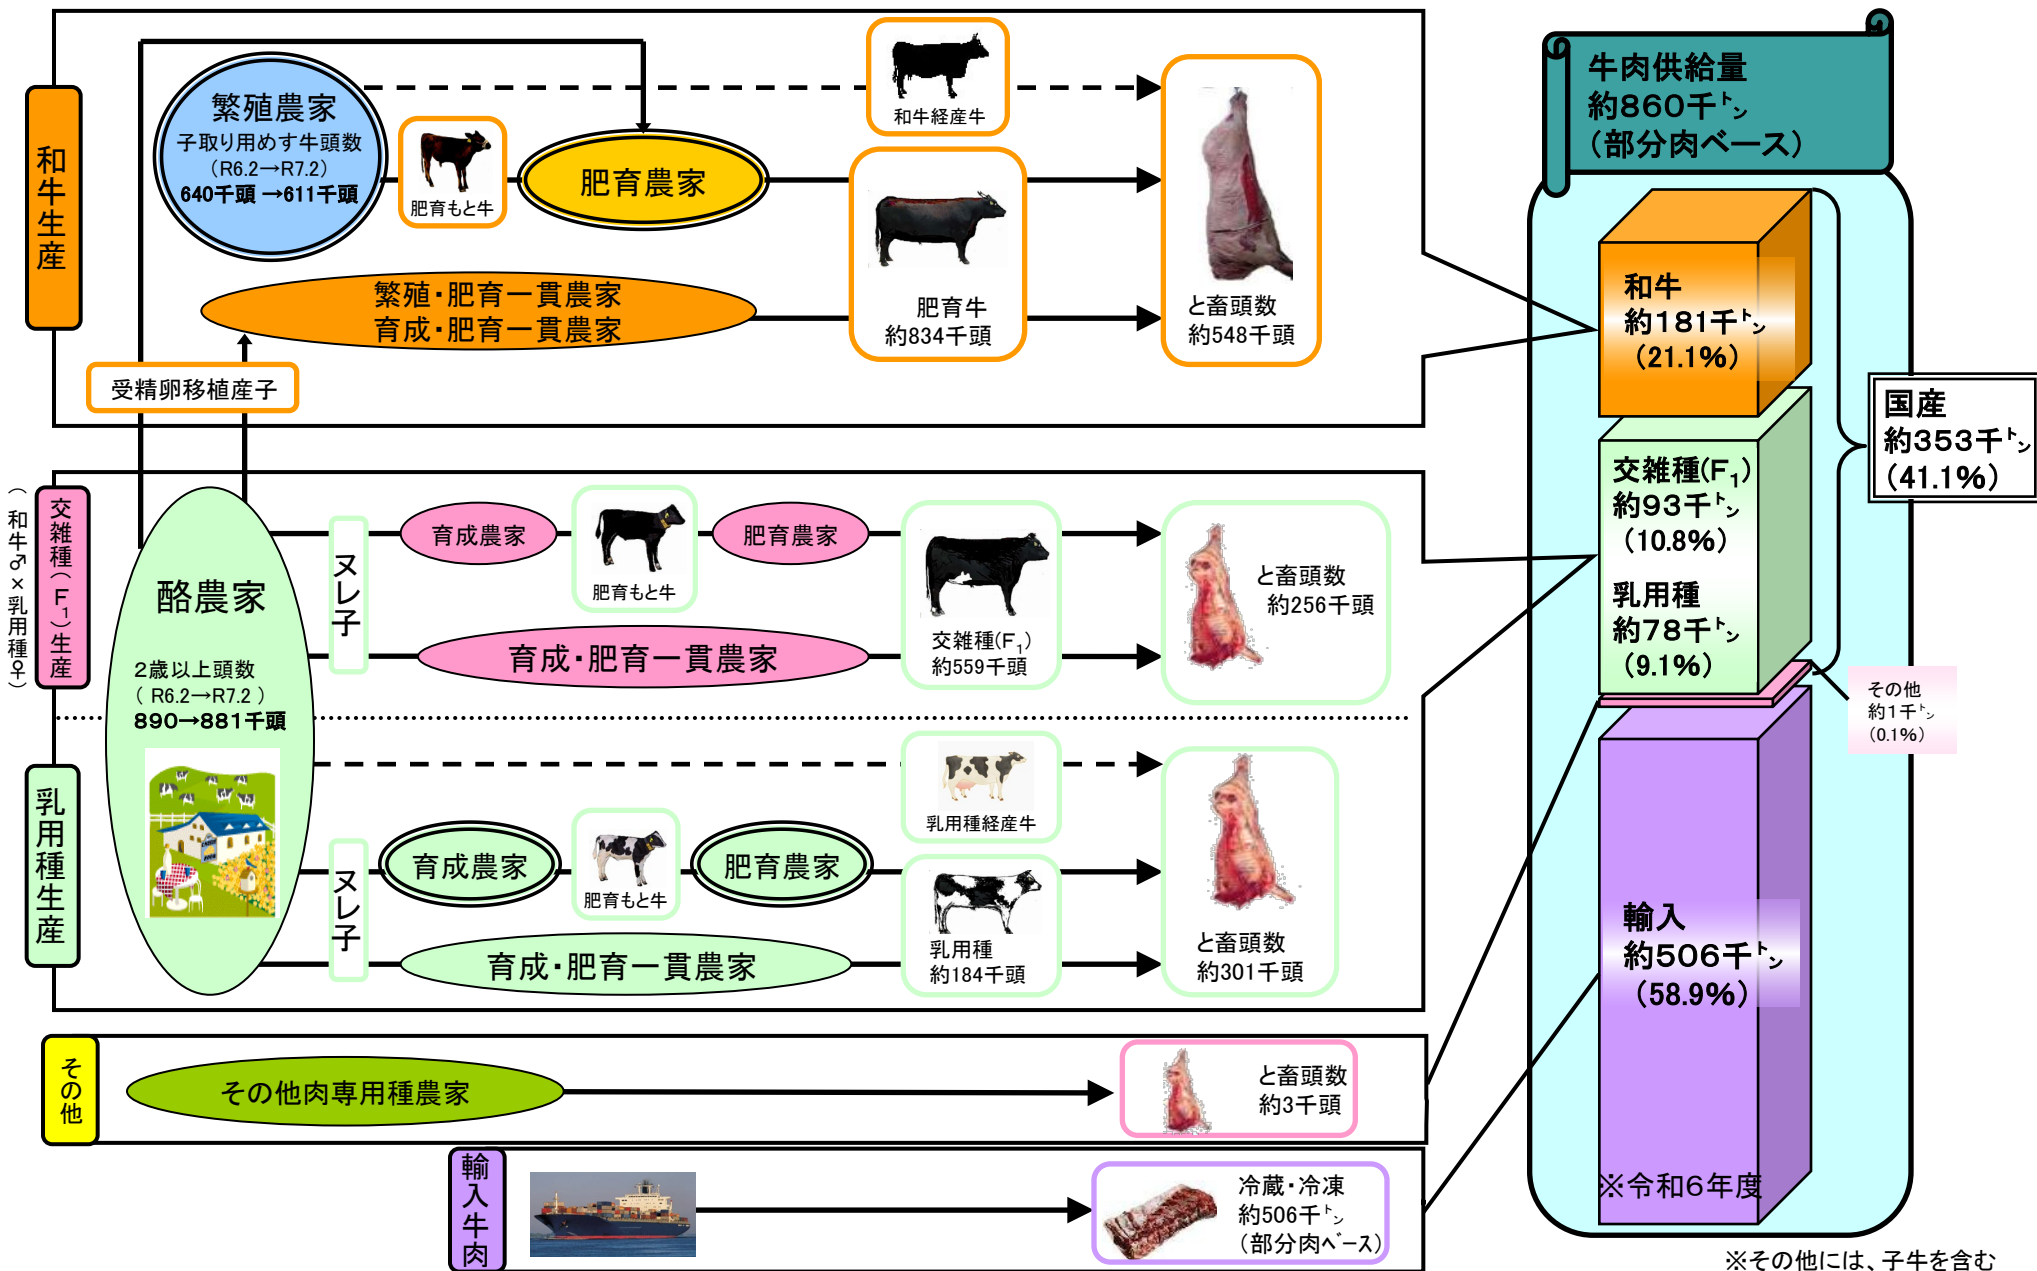 和牛生産
繁殖農家
子取り用めす牛頭数
(R6.2→R7.2)
640千頭→611千頭
肥育もと牛
肥育農家
和牛経産牛
肥育牛
約834千頭
と畜頭数
約548千頭
繁殖・肥育一貫農家
育成・肥育一貫農家
受精卵移植産子
交雑種(F1)生産
(和牛♂×乳用種♀)
酪農家
2歳以上頭数
( R6.2→R7.2 )
890→881千頭
ヌレ子
育成農家
肥育もと牛
肥育農家
育成・肥育一貫農家
交雑種(F1)
約559千頭
と畜頭数
約256千頭
乳用種生産
ヌレ子
育成農家
肥育もと牛
肥育農家
育成・肥育一貫農家
乳用種経産牛
乳用種
約184千頭
と畜頭数
約301千頭
その他
その他肉専用種農家
と畜頭数
約3千頭
輸入牛肉
冷蔵・冷凍
約506千トン
(部分肉ベース)
牛肉供給量
約860千トン
(部分肉ベース)
和牛
約181千トン
(21.1%)
交雑種(F1)
約93千トン
(10.8%)
乳用種
約78千トン
(9.1%)
国産
約353千トン
(41.1%)
その他
約1千トン
(0.1%)
輸入
約506千トン
(58.9%)
※令和6年度
※その他には、子牛を含む